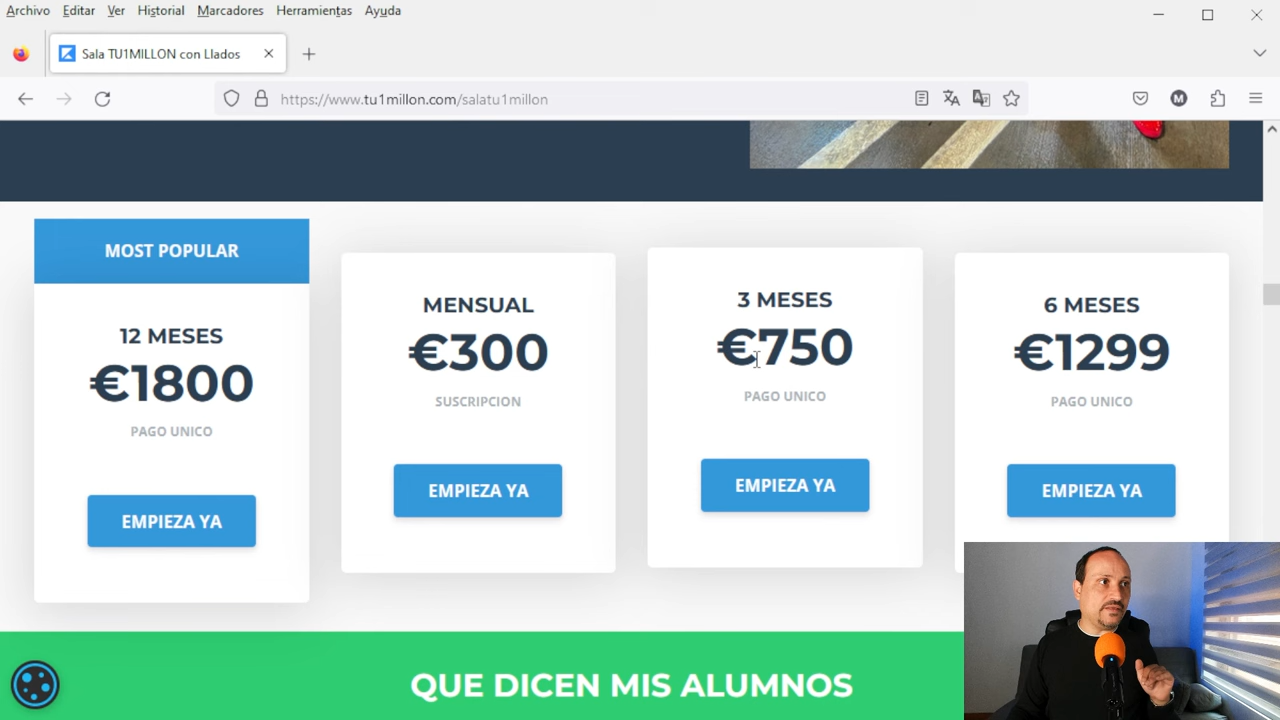 Archivo Editar Ver Historial Marcadores Herramientas Ayuda
Sala TU1MILLON con Llados
https://www.tu1millon.com/salatu1millon
M
MOST POPULAR
12 MESES
€1800
PAGO UNICO
EMPIEZA YA
MENSUAL
€300
SUSCRIPCION
EMPIEZA YA
3 MESES
€750
PAGO UNICO
EMPIEZA YA
6 MESES
€1299
PAGO UNICO
EMPIEZA YA
QUE DICEN MIS ALUMNOS